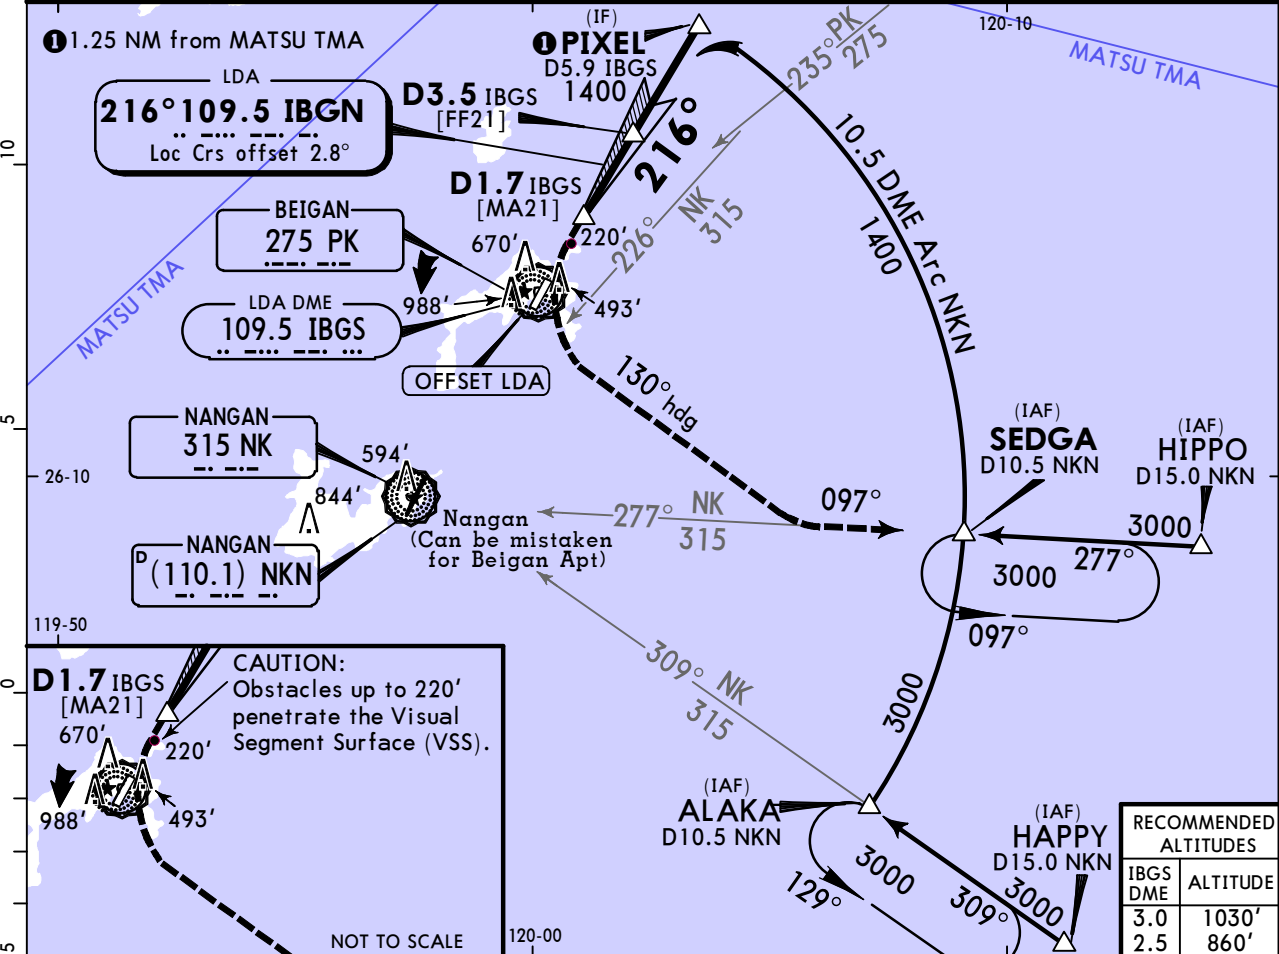 ❶1.25 NM from MATSU TMA
(IF)
❶PIXEL
D5.9 IBGS
1400
120-10
MATSU TMA
235° PK
275
LDA
216°109.5 IBGN
.. -... --. -.
Loc Crs offset 2.8°
D3.5 IBGS
[FF21]
216°
10.5 DME Arc NKN
1400
10
D1.7 IBGS
[MA21]
226° NK
315
BEIGAN
275 PK
.--. -.-
670'
220'
988'
493'
LDA DME
109.5 IBGS
.. -... --. ...
MATSU TMA
OFFSET LDA
130° hdg
5
26-10
NANGAN
315 NK
-. -.-
594'
844'
Nangan
(Can be mistaken
for Beigan Apt)
NANGAN
D (110.1) NKN
-. -.- -.
277° NK
315
097°
(IAF)
SEDGA
D10.5 NKN
(IAF)
HIPPO
D15.0 NKN
3000
277°
3000
097°
119-50
309° NK
315
3000
0
D1.7 IBGS
[MA21]
670'
220'
988'
493'
CAUTION:
Obstacles up to 220'
penetrate the Visual
Segment Surface (VSS).
NOT TO SCALE
(IAF)
ALAKA
D10.5 NKN
(IAF)
HAPPY
D15.0 NKN
3000
129°
3000
309°
120-00
5
RECOMMENDED
ALTITUDES
IBGS DME ALTITUDE
3.0 1030'
2.5 860'